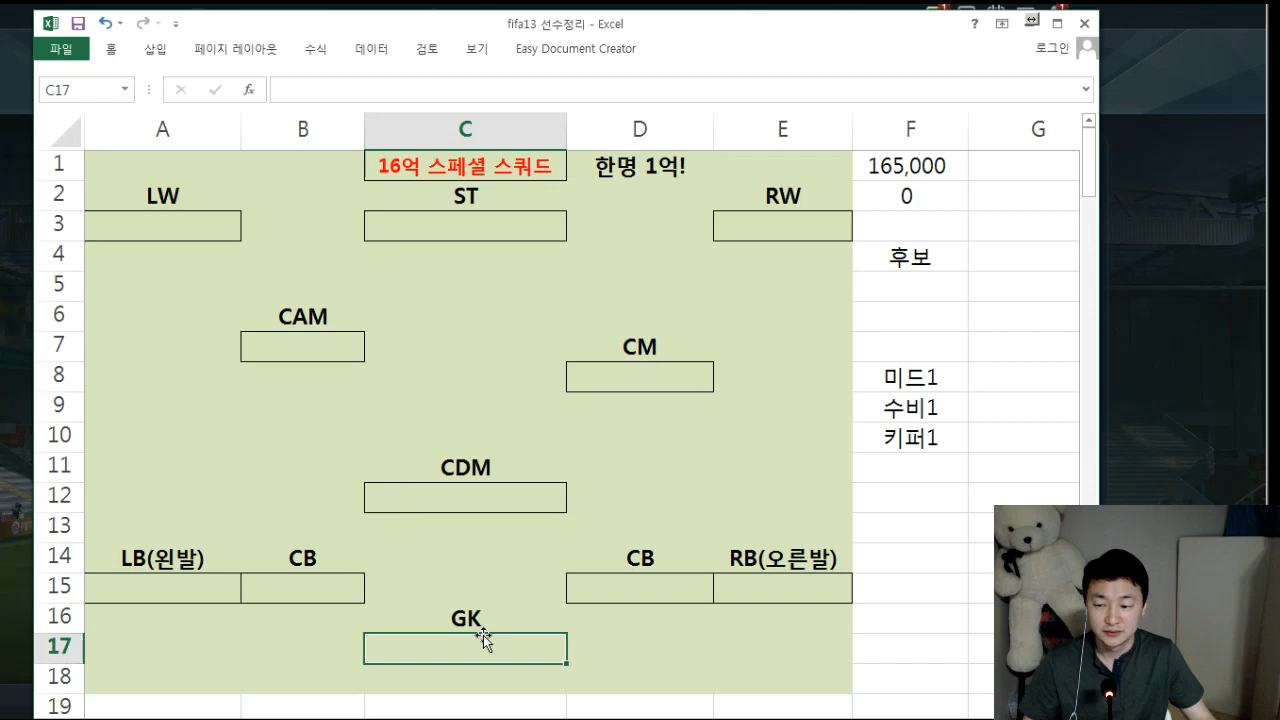 fifa13 선수정리 - Excel
파일 홈 삽입 페이지 레이아웃 수식 데이터 검토 보기 Easy Document Creator 로그인
C17 fx
A B C D E F G
1 16억 스페셜 스쿼드 한명 1억! 165,000
2 LW ST RW 0
3
4 후보
5
6 CAM
7 CM
8 미드1
9 수비1
10 키퍼1
11 CDM
12
13
14 LB(왼발) CB CB RB(오른발)
15
16 GK
17
18
19